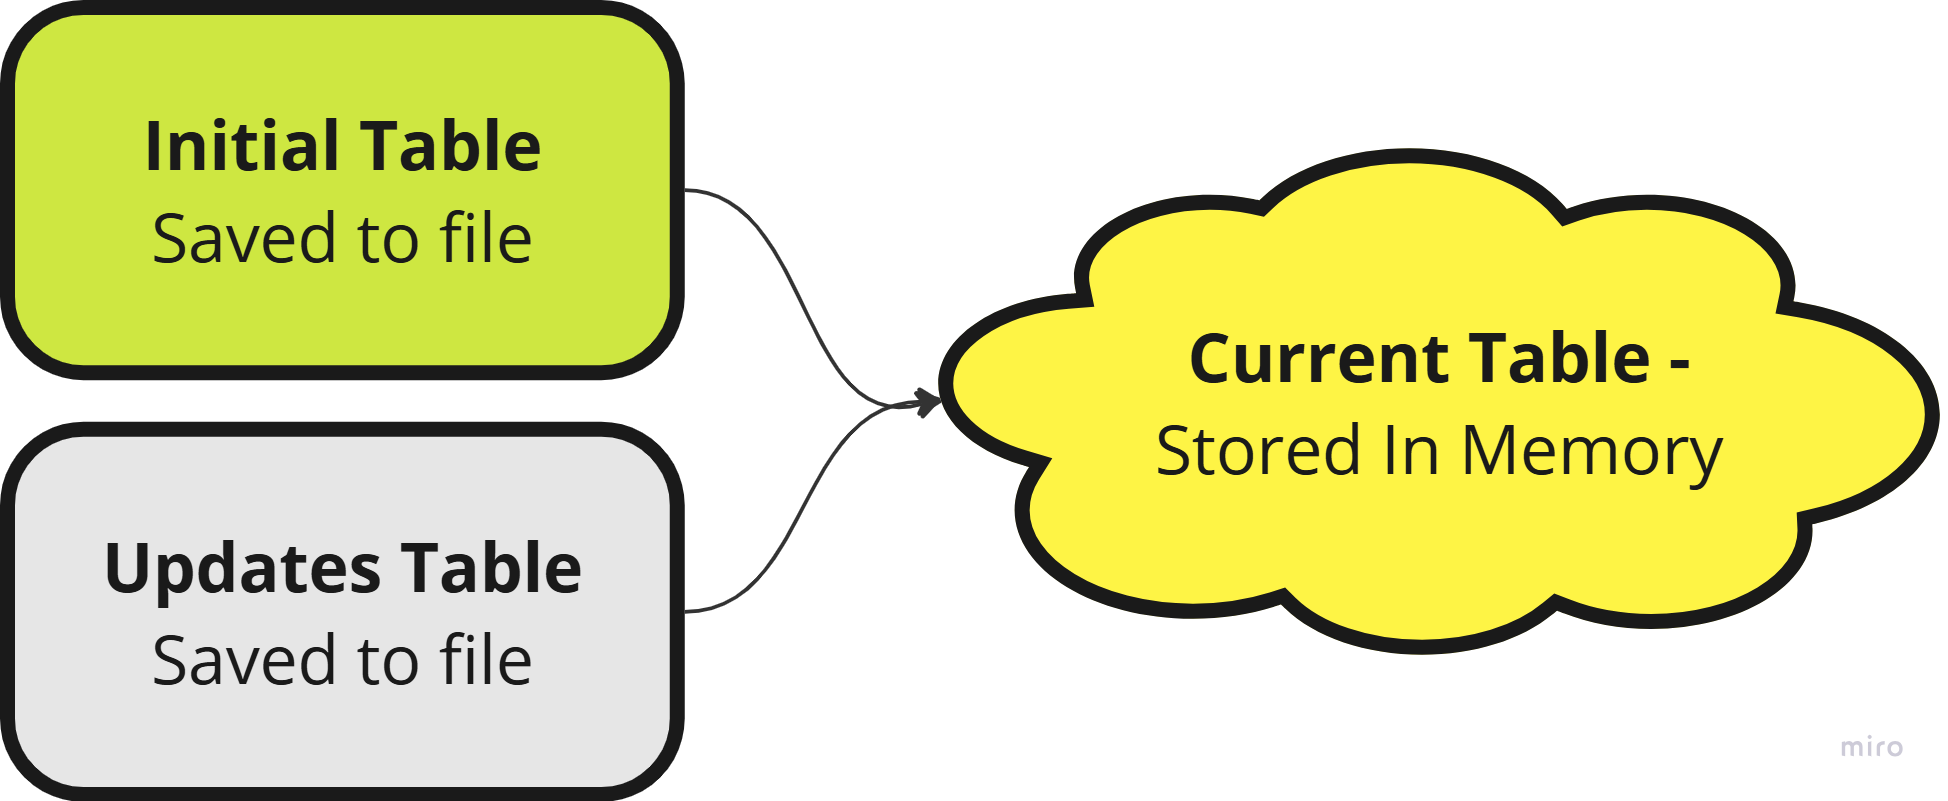 Initial Table
Saved to file
Updates Table
Saved to file
Current Table -
Stored In Memory
miro